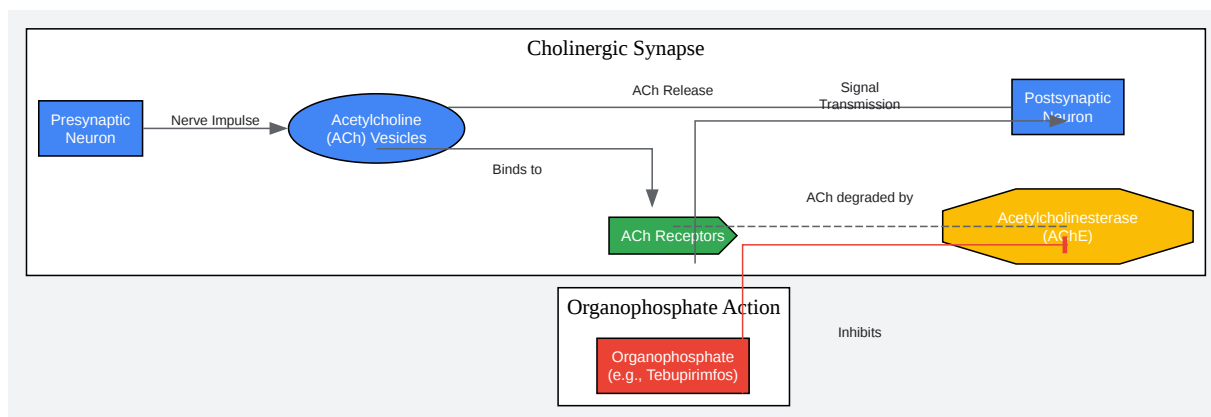 Cholinergic Synapse
Presynaptic
Neuron
Nerve Impulse
Acetylcholine
(ACh) Vesicles
ACh Release
Signal
Transmission
Postsynaptic
Neuron
Binds to
ACh Receptors
ACh degraded by
Acetylcholinesterase
(AChE)
Organophosphate Action
Organophosphate
(e.g., Tebupirimfos)
Inhibits